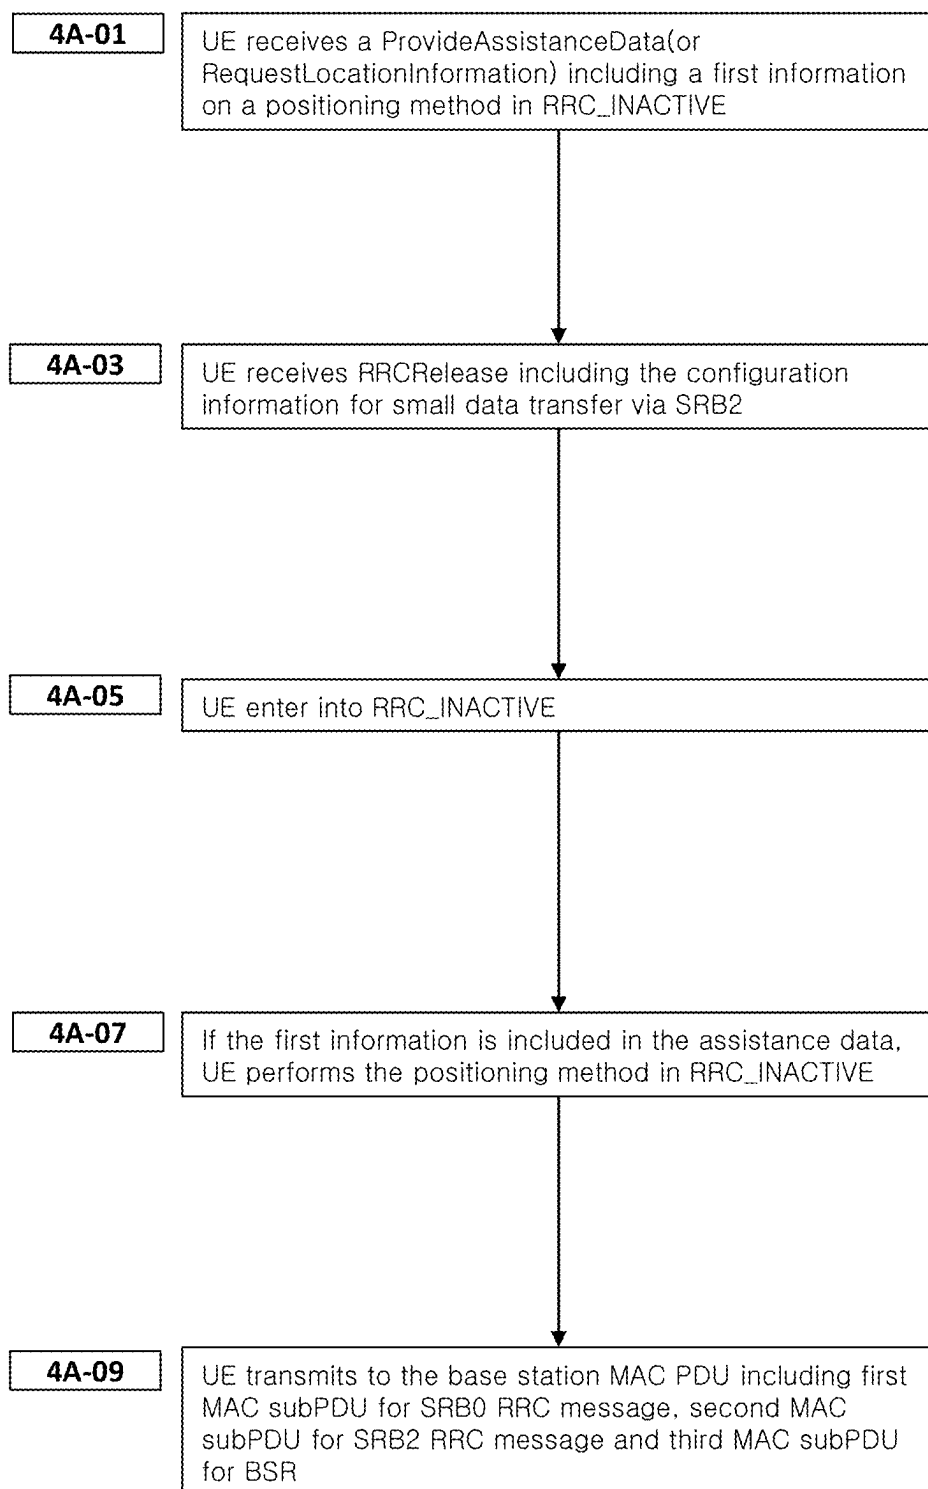 4A-01
UE receives a ProvideAssistanceData(or
RequestLocationInformation) including a first information
on a positioning method in RRC_INACTIVE
4A-03
UE receives RRCRelease including the configuration
information for small data transfer via SRB2
4A-05
UE enter into RRC_INACTIVE
4A-07
If the first information is included in the assistance data,
UE performs the positioning method in RRC_INACTIVE
4A-09
UE transmits to the base station MAC PDU including first
MAC subPDU for SRB0 RRC message, second MAC
subPDU for SRB2 RRC message and third MAC subPDU
for BSR